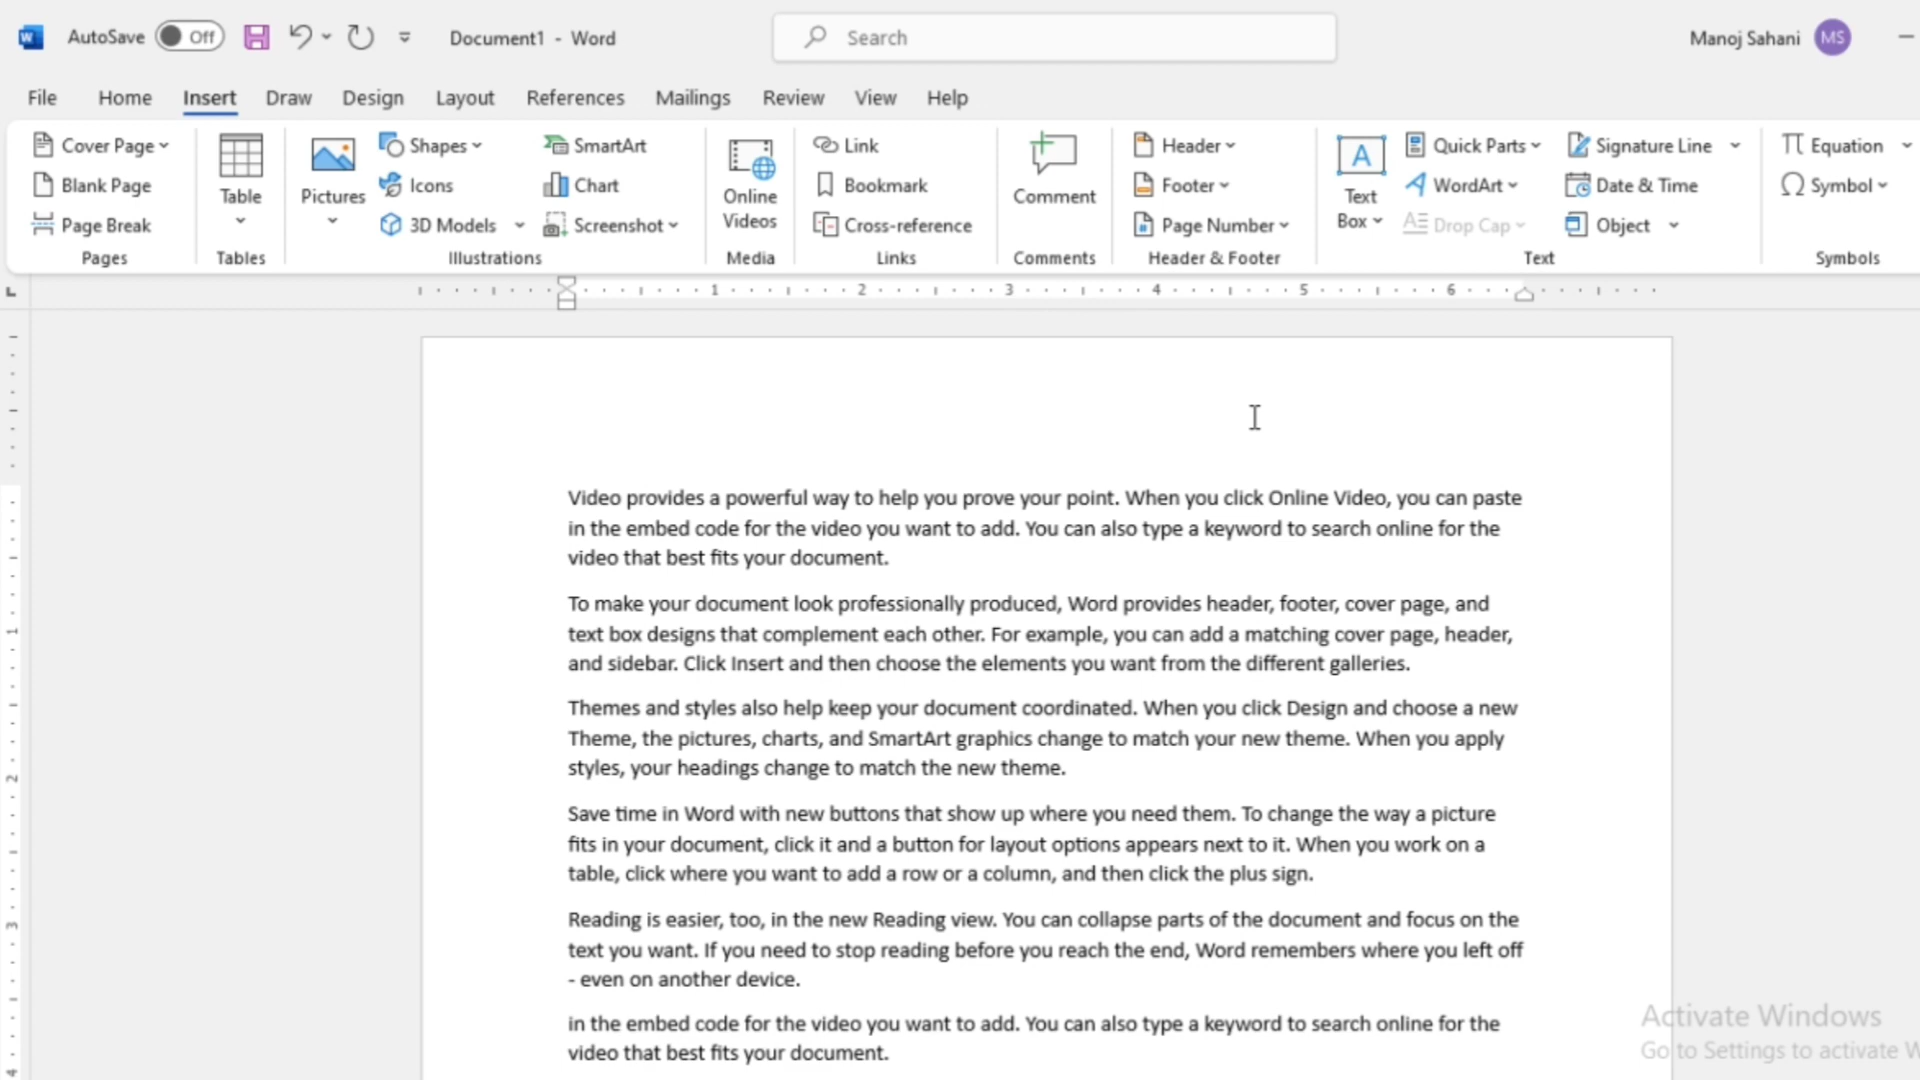 AutoSave Off Document1 - Word Search Manoj Sahani MS
File Home Insert Draw Design Layout References Mailings Review View Help
Cover Page
Blank Page
Page Break
Pages
Table
Tables
Pictures
Shapes
Icons
3D Models
SmartArt
Chart
Screenshot
Illustrations
Online
Videos
Media
Link
Bookmark
Cross-reference
Links
Comment
Comments
Header
Footer
Page Number
Header & Footer
Text
Box
Quick Parts
WordArt
Drop Cap
Signature Line
Date & Time
Object
Text
Equation
Symbol
Symbols
1 2 3 4 5 6
Video provides a powerful way to help you prove your point. When you click Online Video, you can paste
in the embed code for the video you want to add. You can also type a keyword to search online for the
video that best fits your document.
To make your document look professionally produced, Word provides header, footer, cover page, and
text box designs that complement each other. For example, you can add a matching cover page, header,
and sidebar. Click Insert and then choose the elements you want from the different galleries.
Themes and styles also help keep your document coordinated. When you click Design and choose a new
Theme, the pictures, charts, and SmartArt graphics change to match your new theme. When you apply
styles, your headings change to match the new theme.
Save time in Word with new buttons that show up where you need them. To change the way a picture
fits in your document, click it and a button for layout options appears next to it. When you work on a
table, click where you want to add a row or a column, and then click the plus sign.
Reading is easier, too, in the new Reading view. You can collapse parts of the document and focus on the
text you want. If you need to stop reading before you reach the end, Word remembers where you left off
- even on another device.
in the embed code for the video you want to add. You can also type a keyword to search online for the
video that best fits your document.
1
2
3
4
Activate Windows
Go to Settings to activate W